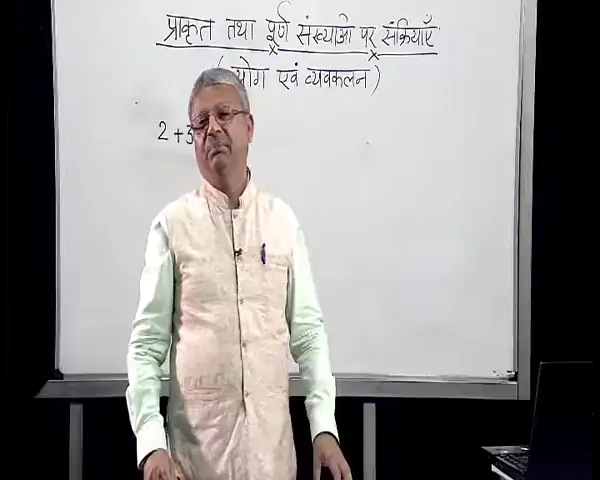 प्राकृत तथा पूर्ण संख्याओ पर संक्रियाएँ
(योग एवं व्यवकलन)
2+3